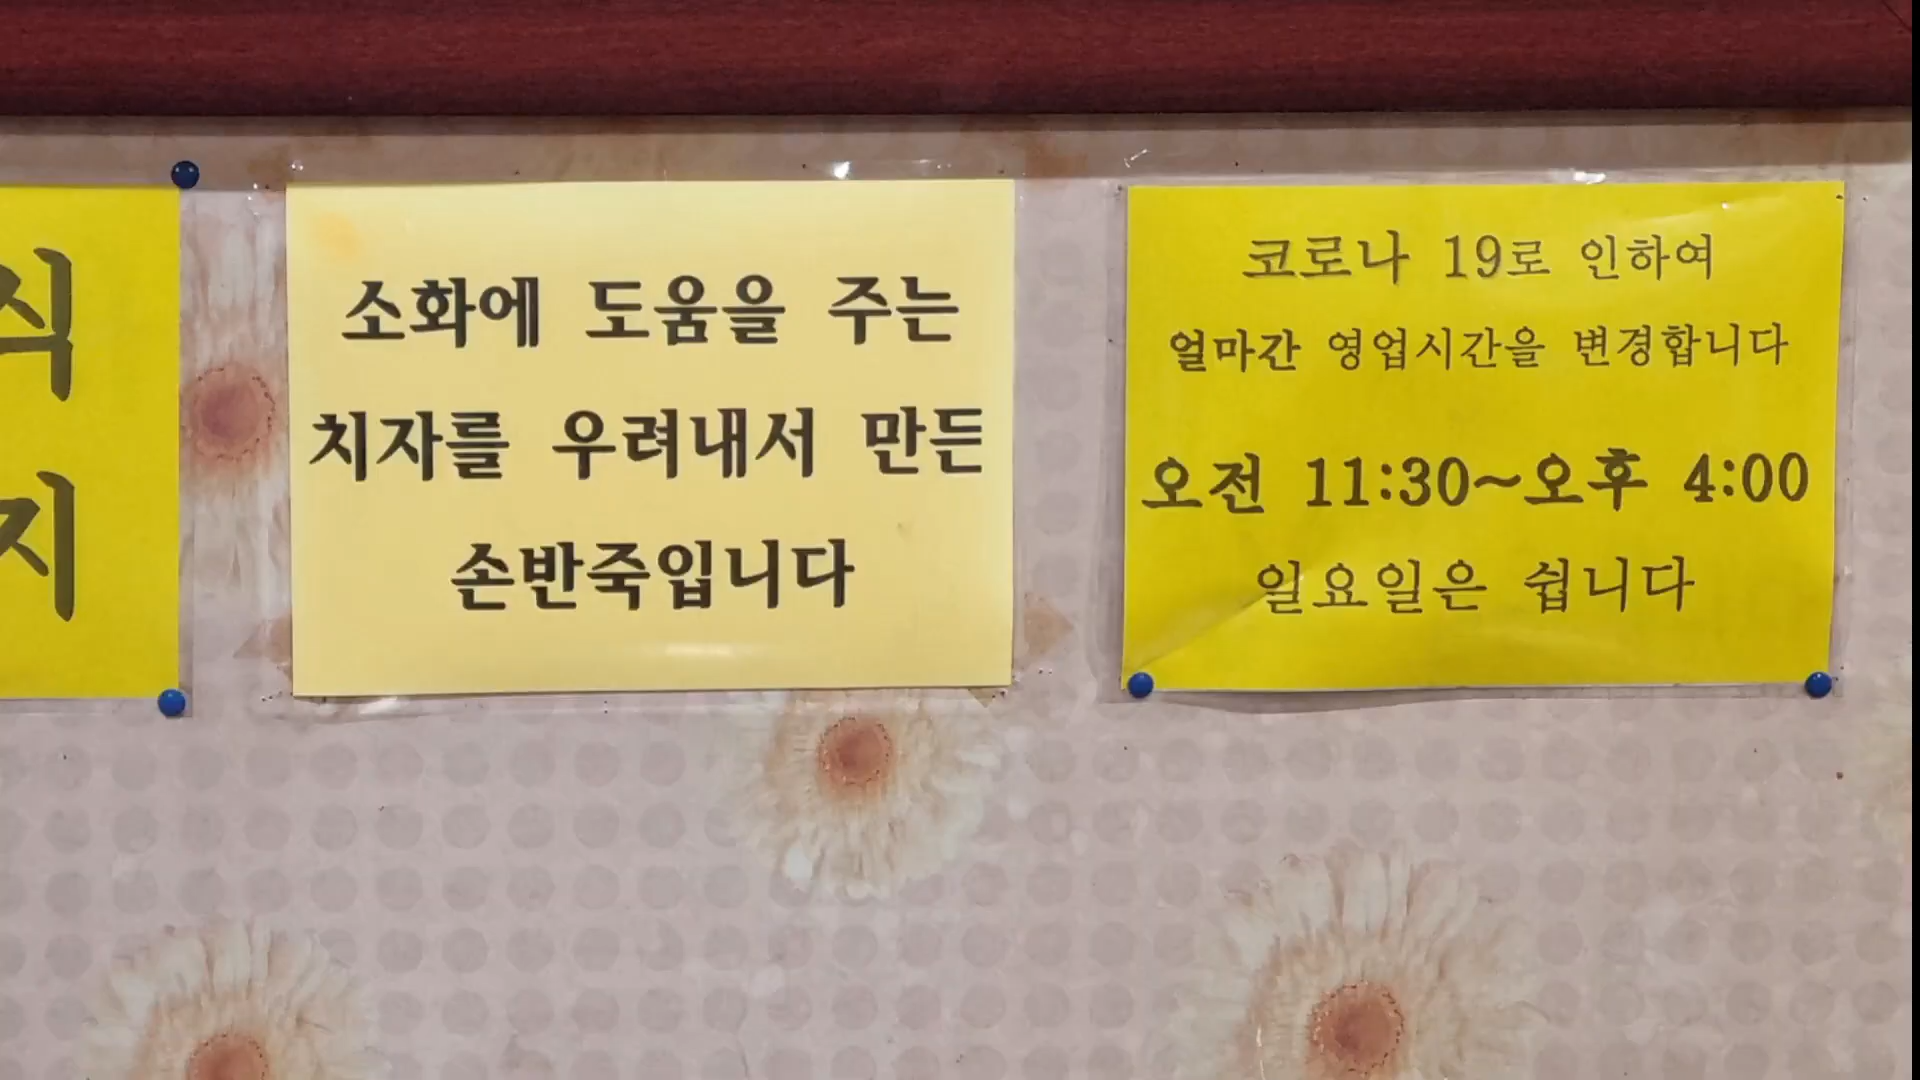 식
지
소화에 도움을 주는
치자를 우려내서 만든
손반죽입니다
코로나 19로 인하여
얼마간 영업시간을 변경합니다
오전 11:30~오후 4:00
일요일은 쉽니다